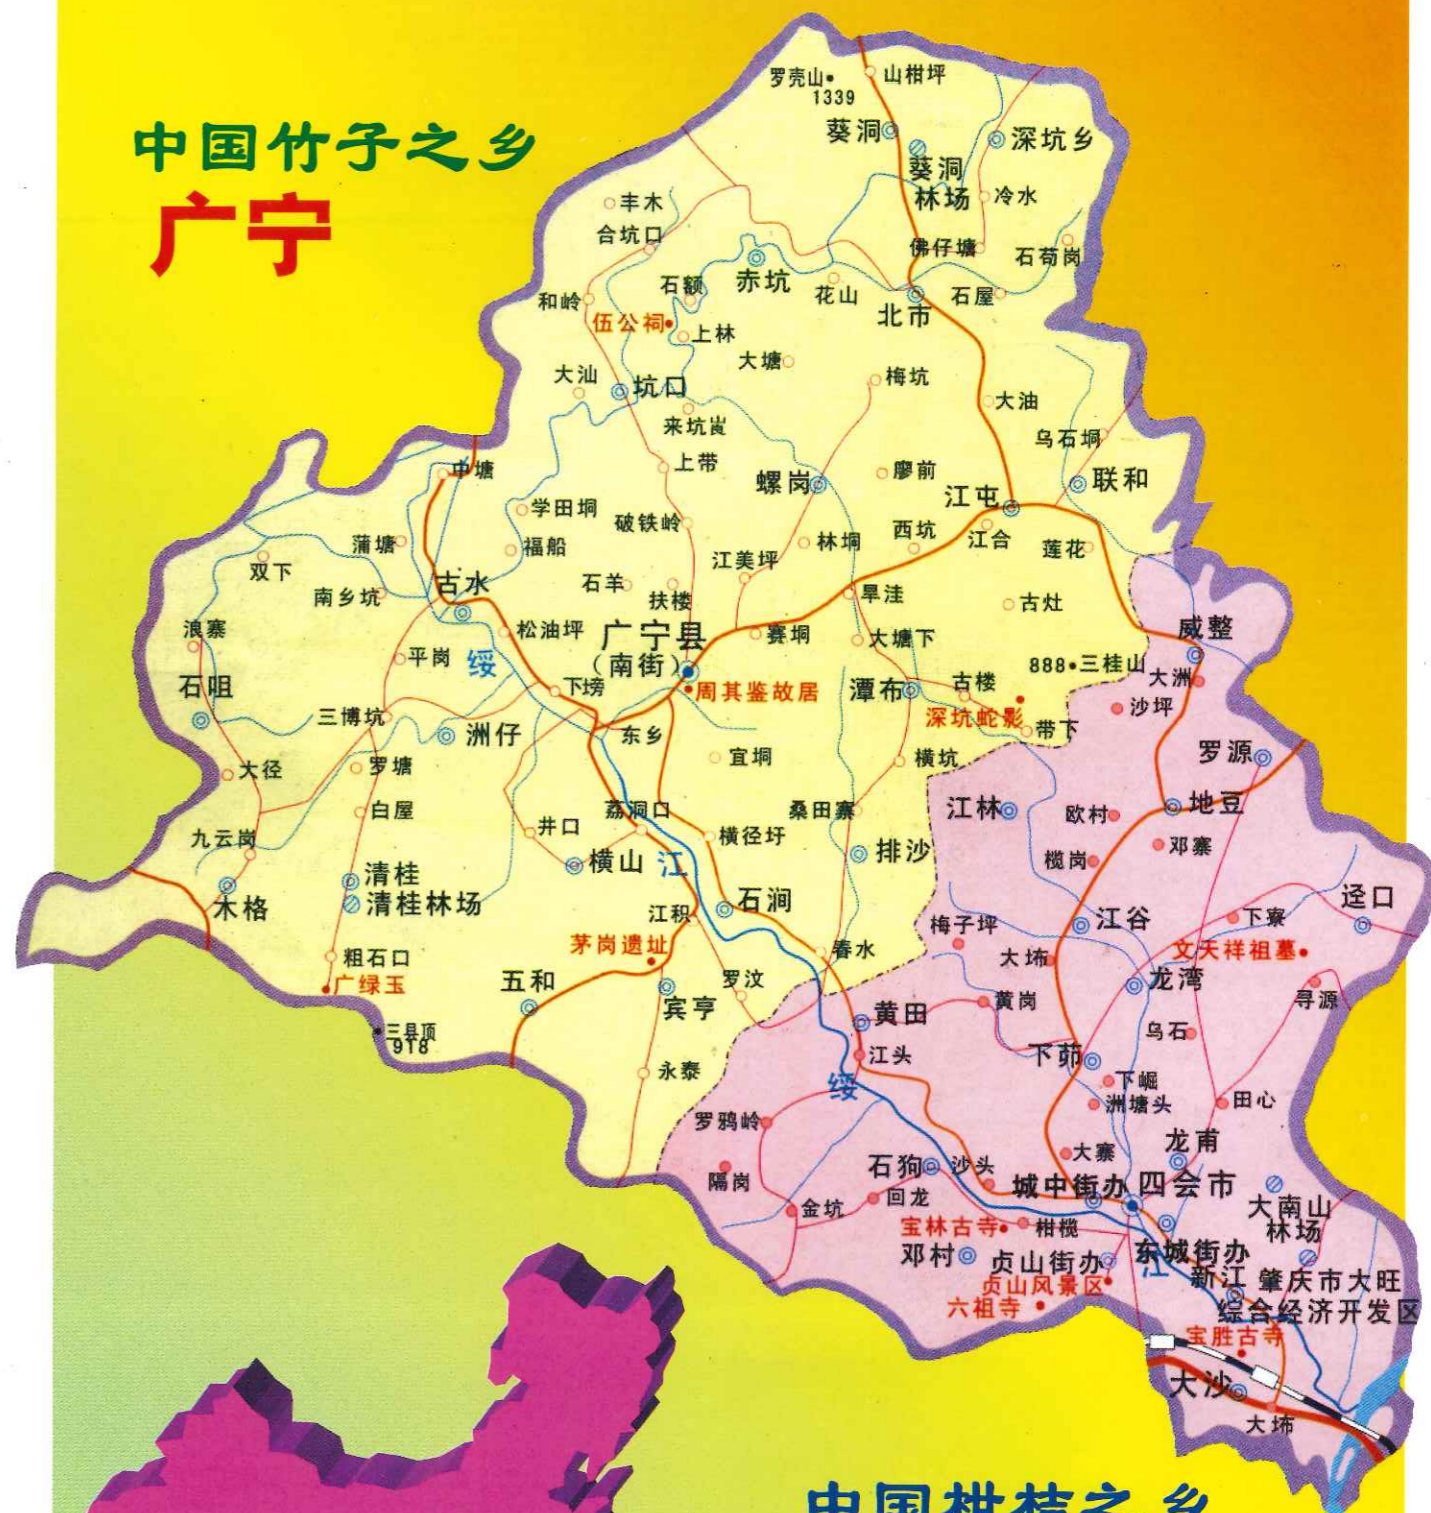 中国竹子之乡
广宁
罗壳山
1339
山柑坪
葵洞
深坑乡
葵洞
林场
冷水
丰木
合坑口
佛仔塘
石苟岗
石额
赤坑
花山
石屋
和岭
北市
伍公祠
上林
大塘
梅坑
大汕
坑口
大油
来坑崀
乌石垌
中塘
上带
螺岗
廖前
江屯
联和
学田垌
破铁岭
西坑
江合
莲花
蒲塘
福船
江美坪
林垌
双下
石羊
扶楼
旱洼
古灶
南乡坑
古水
浪寨
松油坪
广宁县
(南街)
赛垌
大塘下
威整
绥
平岗
888
三桂山
大洲
石咀
下塝
周其鉴故居
潭布
古楼
沙坪
三博坑
深坑蛇影
洲仔
东乡
带下
大径
罗塘
宜垌
横坑
罗源
白屋
荔洞口
桑田寨
江林
欧村
地豆
九云岗
井口
横径圩
邓寨
横山
江
排沙
榄岗
清桂
木格
清桂林场
石涧
迳口
江积
江谷
下寮
梅子坪
茅岗遗址
春水
大㘵
文天祥祖墓
粗石口
广绿玉
五和
罗汶
龙湾
宾亨
黄岗
寻源
黄田
三县顶
918
乌石
江头
下茆
永泰
绥
下崛
洲塘头
田心
罗鸦岭
龙甫
石狗
沙头
大寨
隔岗
城中街办
四会市
回龙
大南山
林场
金坑
宝林古寺
柑榄
邓村
贞山街办
东城街办
江
新江
肇庆市大旺
综合经济开发区
贞山风景区
六祖寺
宝胜古寺
大沙
大㘵
中国柑桔之乡